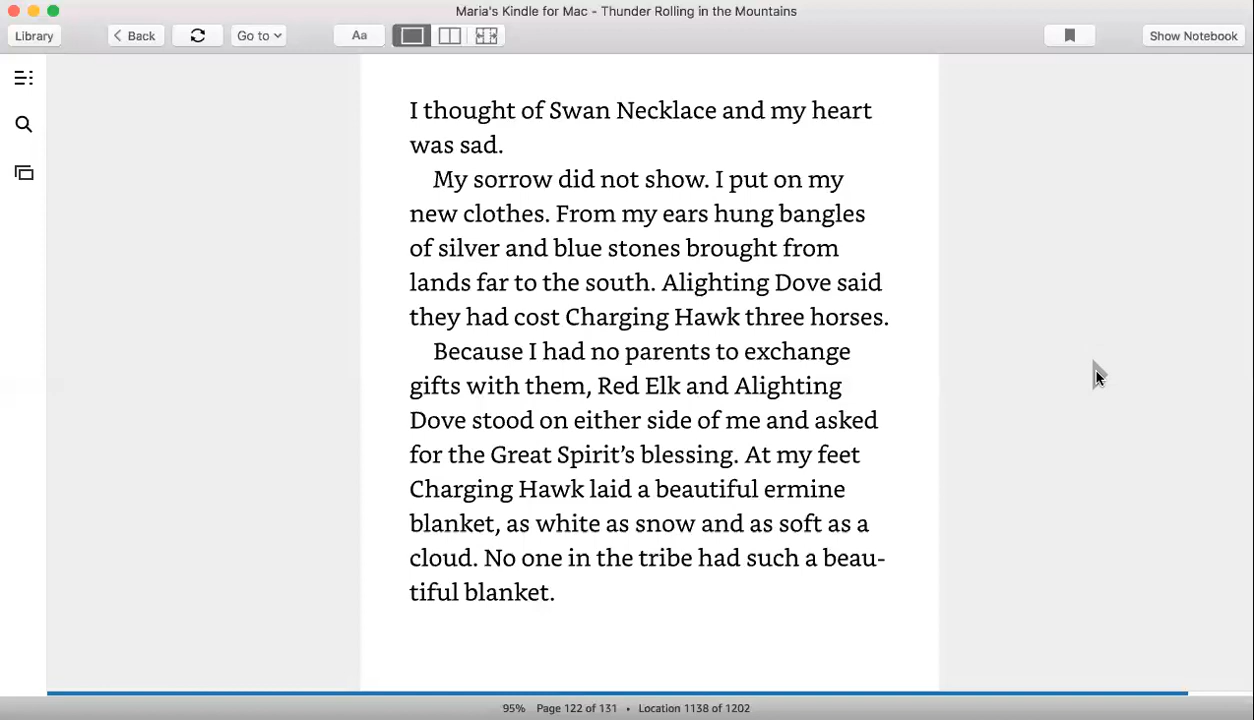 Maria's Kindle for Mac - Thunder Rolling in the Mountains
Library
Back
Go to
Aa
Show Notebook
I thought of Swan Necklace and my heart
was sad.
My sorrow did not show. I put on my
new clothes. From my ears hung bangles
of silver and blue stones brought from
lands far to the south. Alighting Dove said
they had cost Charging Hawk three horses.
Because I had no parents to exchange
gifts with them, Red Elk and Alighting
Dove stood on either side of me and asked
for the Great Spirit’s blessing. At my feet
Charging Hawk laid a beautiful ermine
blanket, as white as snow and as soft as a
cloud. No one in the tribe had such a beau-
tiful blanket.
95% Page 122 of 131 • Location 1138 of 1202